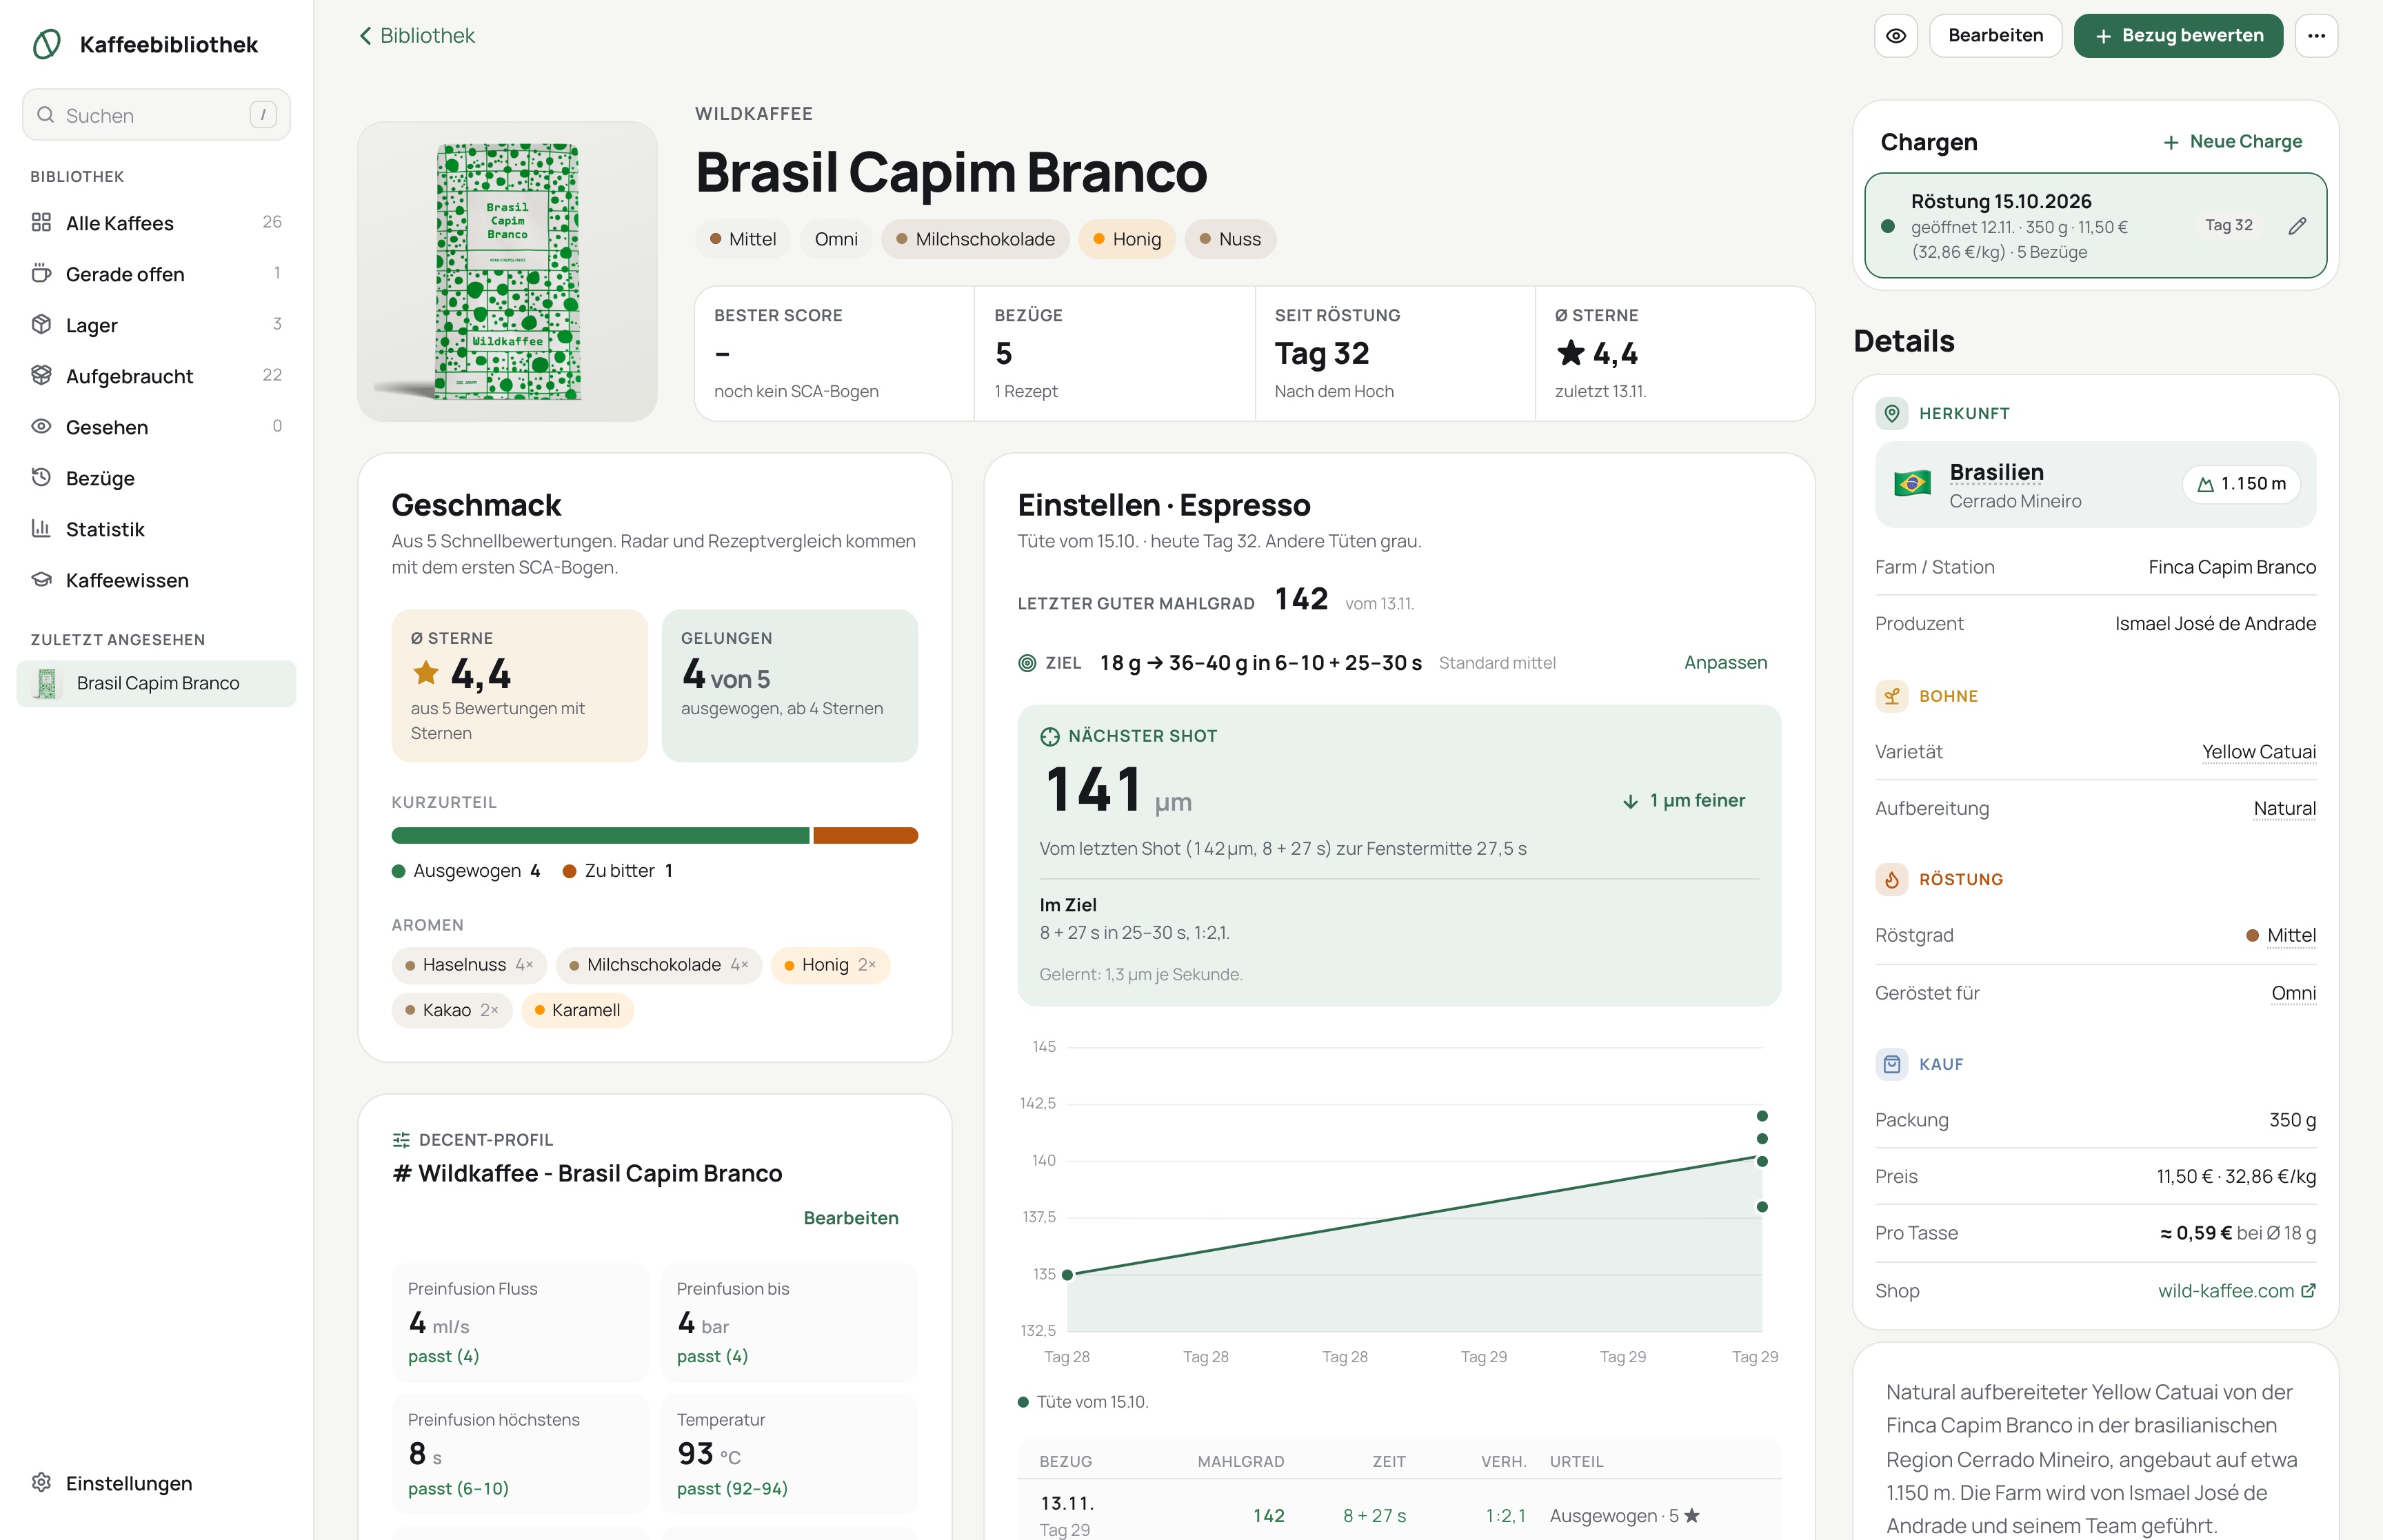 Kaffeebibliothek
Suchen /
BIBLIOTHEK
Alle Kaffees 26
Gerade offen 1
Lager 3
Aufgebraucht 22
Gesehen 0
Bezüge
Statistik
Kaffeewissen
ZULETZT ANGESEHEN
Brasil Capim Branco
Einstellungen
Bibliothek
Bearbeiten
+ Bezug bewerten
...
Brasil
Capim
Branco
Wildkaffee
WILDKAFFEE
Brasil Capim Branco
Mittel Omni Milchschokolade Honig Nuss
BESTER SCORE
–
noch kein SCA-Bogen
BEZÜGE
5
1 Rezept
SEIT RÖSTUNG
Tag 32
Nach dem Hoch
Ø STERNE
★ 4,4
zuletzt 13.11.
Geschmack
Aus 5 Schnellbewertungen. Radar und Rezeptvergleich kommen
mit dem ersten SCA-Bogen.
Ø STERNE
★ 4,4
aus 5 Bewertungen mit
Sternen
GELUNGEN
4 von 5
ausgewogen, ab 4 Sternen
KURZURTEIL
Ausgewogen 4 Zu bitter 1
AROMEN
Haselnuss 4× Milchschokolade 4× Honig 2×
Kakao 2× Karamell
DECENT-PROFIL
# Wildkaffee - Brasil Capim Branco
Bearbeiten
Preinfusion Fluss
4 ml/s
passt (4)
Preinfusion bis
4 bar
passt (4)
Preinfusion höchstens
8 s
passt (6–10)
Temperatur
93 °C
passt (92–94)
Einstellen · Espresso
Tüte vom 15.10. · heute Tag 32. Andere Tüten grau.
LETZTER GUTER MAHLGRAD 142 vom 13.11.
ZIEL 18 g → 36–40 g in 6–10 + 25–30 s Standard mittel Anpassen
NÄCHSTER SHOT
141 µm
↓ 1 µm feiner
Vom letzten Shot (142 µm, 8 + 27 s) zur Fenstermitte 27,5 s
Im Ziel
8 + 27 s in 25–30 s, 1:2,1.
Gelernt: 1,3 µm je Sekunde.
145
142,5
140
137,5
135
132,5
Tag 28 Tag 28 Tag 28 Tag 29 Tag 29 Tag 29
Tüte vom 15.10.
BEZUG MAHLGRAD ZEIT VERH. URTEIL
13.11. 142 8 + 27 s 1:2,1 Ausgewogen · 5 ★
Tag 29
Chargen
+ Neue Charge
Röstung 15.10.2026
geöffnet 12.11. · 350 g · 11,50 €
(32,86 €/kg) · 5 Bezüge
Tag 32
Details
HERKUNFT
Brasilien
Cerrado Mineiro
1.150 m
Farm / Station Finca Capim Branco
Produzent Ismael José de Andrade
BOHNE
Varietät Yellow Catuai
Aufbereitung Natural
RÖSTUNG
Röstgrad Mittel
Geröstet für Omni
KAUF
Packung 350 g
Preis 11,50 € · 32,86 €/kg
Pro Tasse ≈ 0,59 € bei Ø 18 g
Shop wild-kaffee.com
Natural aufbereiteter Yellow Catuai von der
Finca Capim Branco in der brasilianischen
Region Cerrado Mineiro, angebaut auf etwa
1.150 m. Die Farm wird von Ismael José de
Andrade und seinem Team geführt.